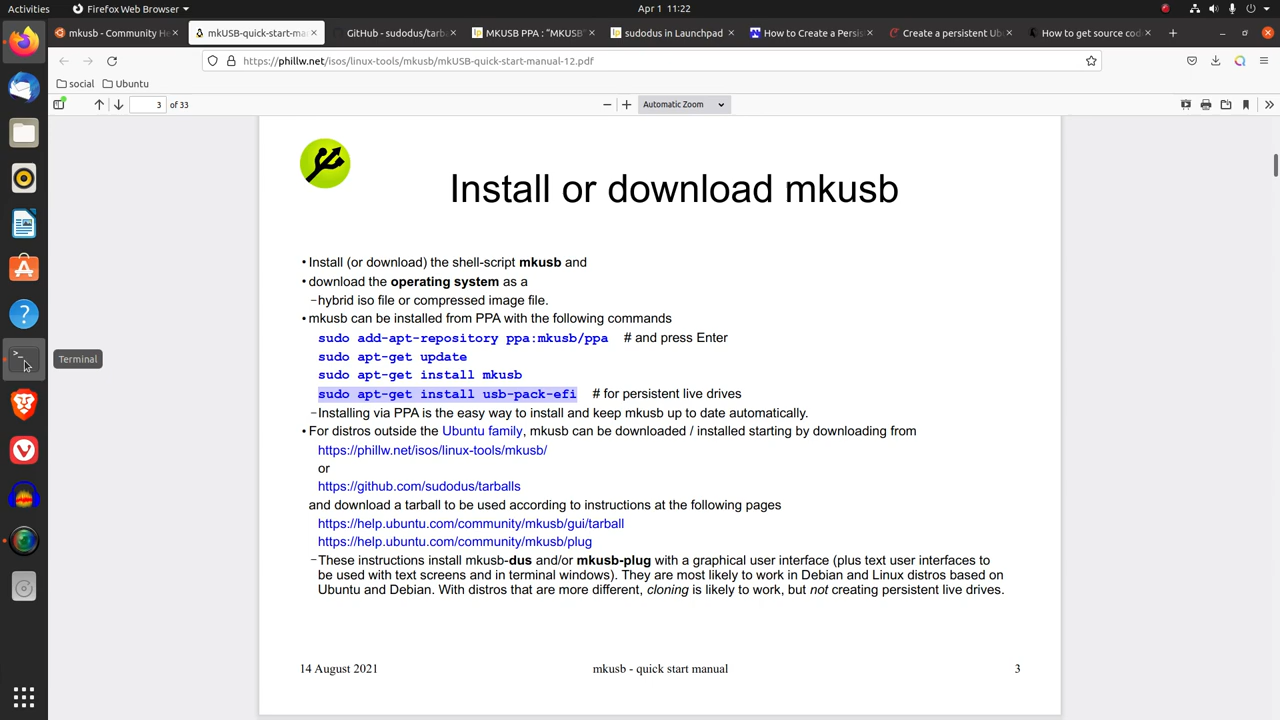 Activities
Firefox Web Browser
Apr 1 11:22
mkusb - Community He
mkUSB-quick-start-ma
GitHub - sudodus/tarb
MKUSB PPA : "MKUSB"
sudodus in Launchpad
How to Create a Persis
Create a persistent Ub
How to get source cod
https://phillw.net/isos/linux-tools/mkusb/mkUSB-quick-start-manual-12.pdf
social
Ubuntu
3 of 33
Automatic Zoom
Install or download mkusb
• Install (or download) the shell-script mkusb and
• download the operating system as a
–hybrid iso file or compressed image file.
• mkusb can be installed from PPA with the following commands
sudo add-apt-repository ppa:mkusb/ppa # and press Enter
sudo apt-get update
sudo apt-get install mkusb
sudo apt-get install usb-pack-efi # for persistent live drives
–Installing via PPA is the easy way to install and keep mkusb up to date automatically.
• For distros outside the Ubuntu family, mkusb can be downloaded / installed starting by downloading from
https://phillw.net/isos/linux-tools/mkusb/
or
https://github.com/sudodus/tarballs
and download a tarball to be used according to instructions at the following pages
https://help.ubuntu.com/community/mkusb/gui/tarball
https://help.ubuntu.com/community/mkusb/plug
–These instructions install mkusb-dus and/or mkusb-plug with a graphical user interface (plus text user interfaces to
be used with text screens and in terminal windows). They are most likely to work in Debian and Linux distros based on
Ubuntu and Debian. With distros that are more different, cloning is likely to work, but not creating persistent live drives.
14 August 2021
mkusb - quick start manual
3
Terminal